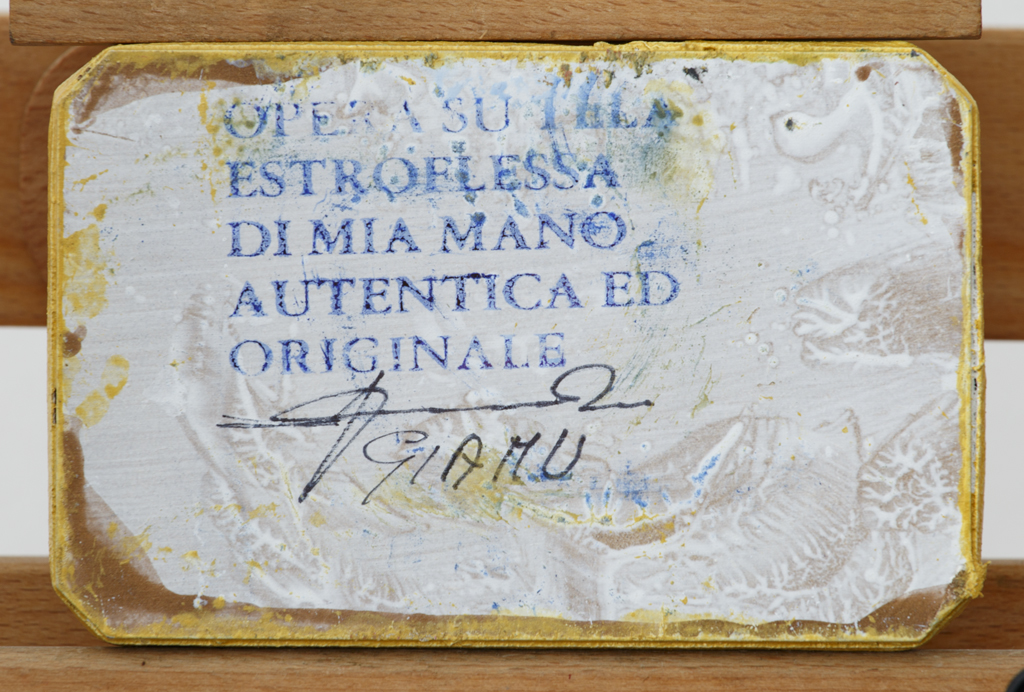 OPERA SU TELA
ESTROFLESSA
DI MIA MANO
AUTENTICA ED
ORIGINALE
GIAMU